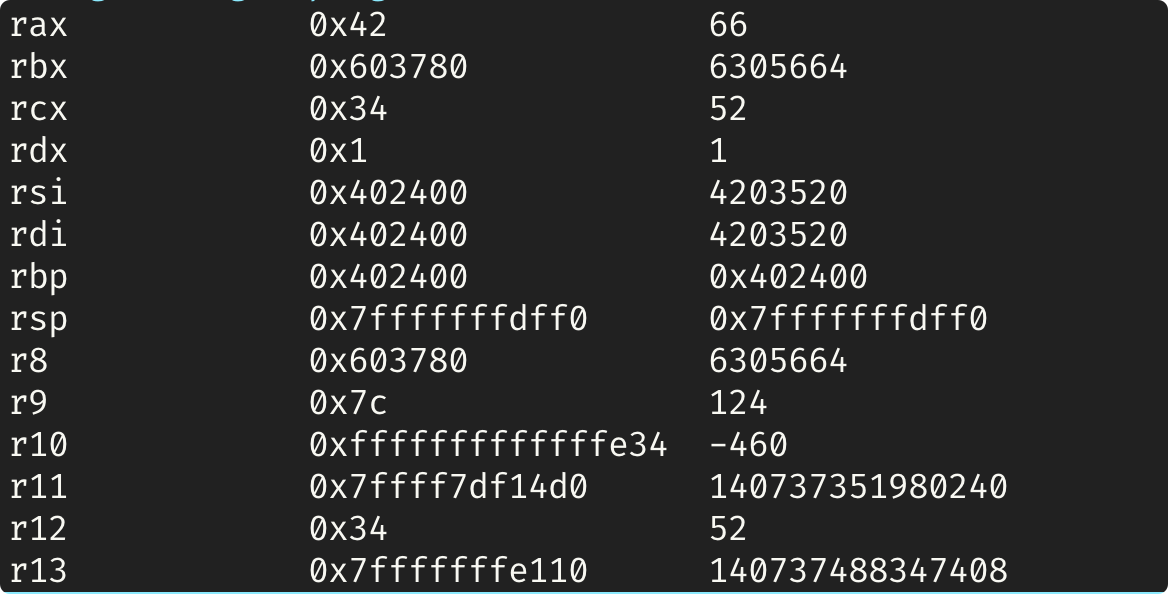 rax 0x42 66
rbx 0x603780 6305664
rcx 0x34 52
rdx 0x1 1
rsi 0x402400 4203520
rdi 0x402400 4203520
rbp 0x402400 0x402400
rsp 0x7fffffffdff0 0x7fffffffdff0
r8 0x603780 6305664
r9 0x7c 124
r10 0xfffffffffffffe34 -460
r11 0x7ffff7df14d0 140737351980240
r12 0x34 52
r13 0x7fffffffe110 140737488347408